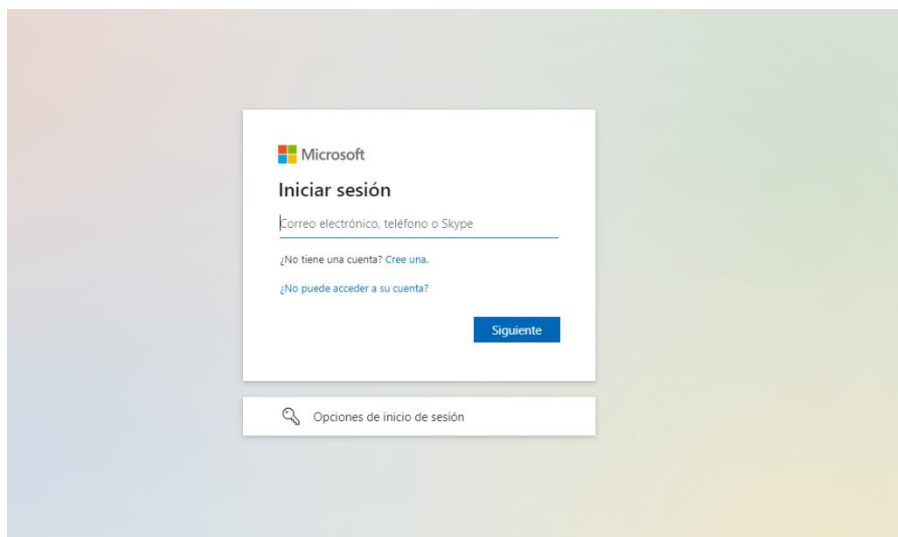 Microsoft
Iniciar sesión
Correo electrónico, teléfono o Skype
¿No tiene una cuenta? Cree una.
¿No puede acceder a su cuenta?
Siguiente
Opciones de inicio de sesión